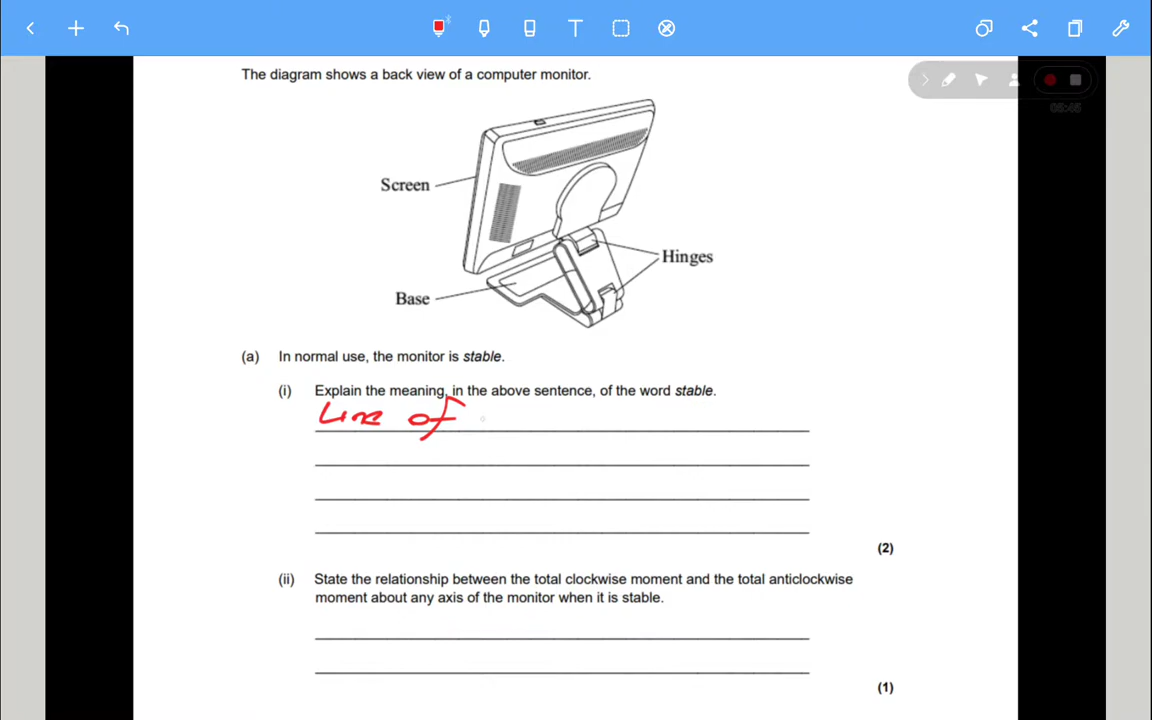 The diagram shows a back view of a computer monitor.
05:45
Screen
Hinges
Base
(a) In normal use, the monitor is stable.
(i) Explain the meaning, in the above sentence, of the word stable.
Line of
(2)
(ii) State the relationship between the total clockwise moment and the total anticlockwise
moment about any axis of the monitor when it is stable.
(1)